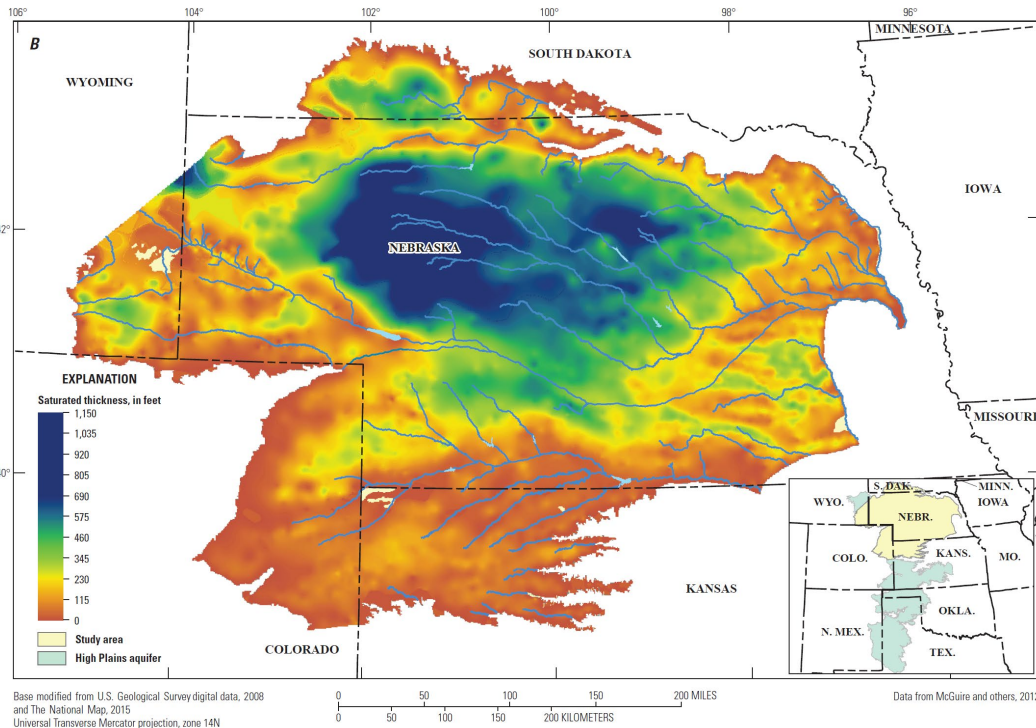 106°
102°
100°
98°
96°
B
MINNESOTA
SOUTH DAKOTA
WYOMING
IOWA
NEBRASKA
EXPLANATION
Saturated thickness, in feet
1,150
1,035
920
805
690
575
460
345
230
115
0
Study area
High Plains aquifer
MISSOURI
KANSAS
COLORADO
S. DAK.
MINN.
WYO.
IOWA
NEBR.
COLO.
KANS.
MO.
OKLA.
N. MEX.
TEX.
Base modified from U.S. Geological Survey digital data, 2008
and The National Map, 2015
Universal Transverse Mercator projection, zone 14N
0 50 100 150 200 MILES
0 50 100 150 200 KILOMETERS
Data from McGuire and others, 2012